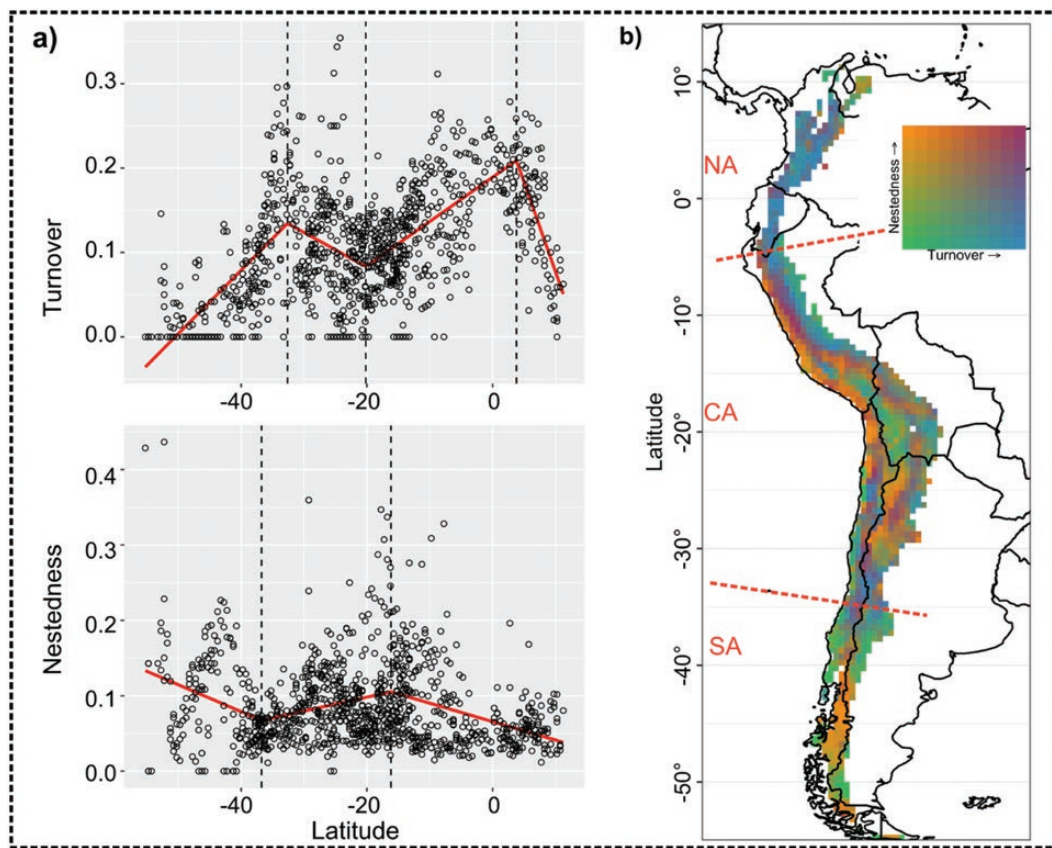 a)
Turnover
0.3
0.2
0.1
0.0
-40
-20
0
Nestedness
0.4
0.3
0.2
0.1
0.0
-40
-20
0
Latitude
b)
Latitude
10°
0°
-10°
-20°
-30°
-40°
-50°
NA
CA
SA
Nestedness →
Turnover →